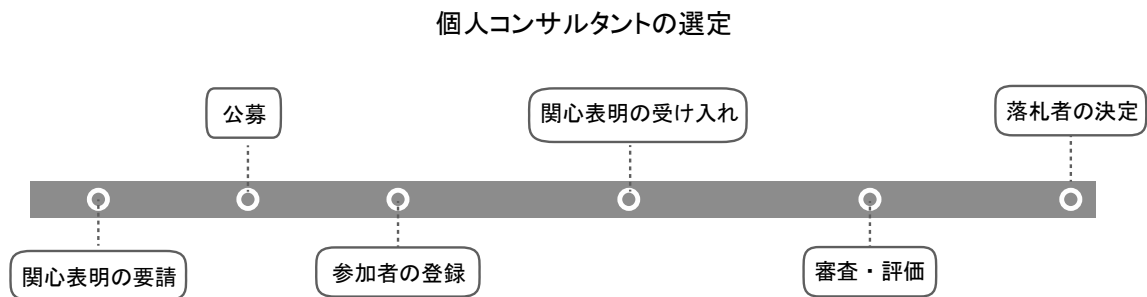 個人コンサルタントの選定
公募
関心表明の受け入れ
落札者の決定
関心表明の要請
参加者の登録
審査・評価